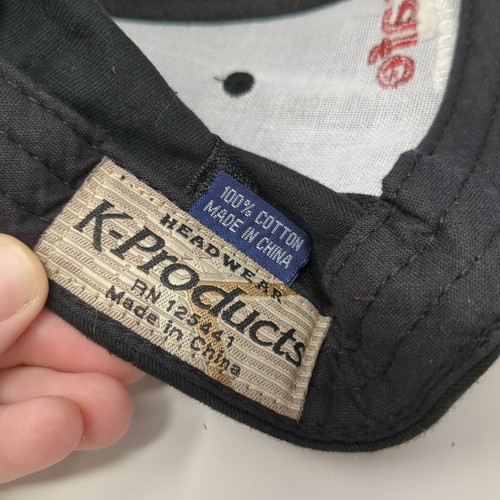 100% COTTON
MADE IN CHINA
HEADWEAR
K-Products
RN 125441
Made in China